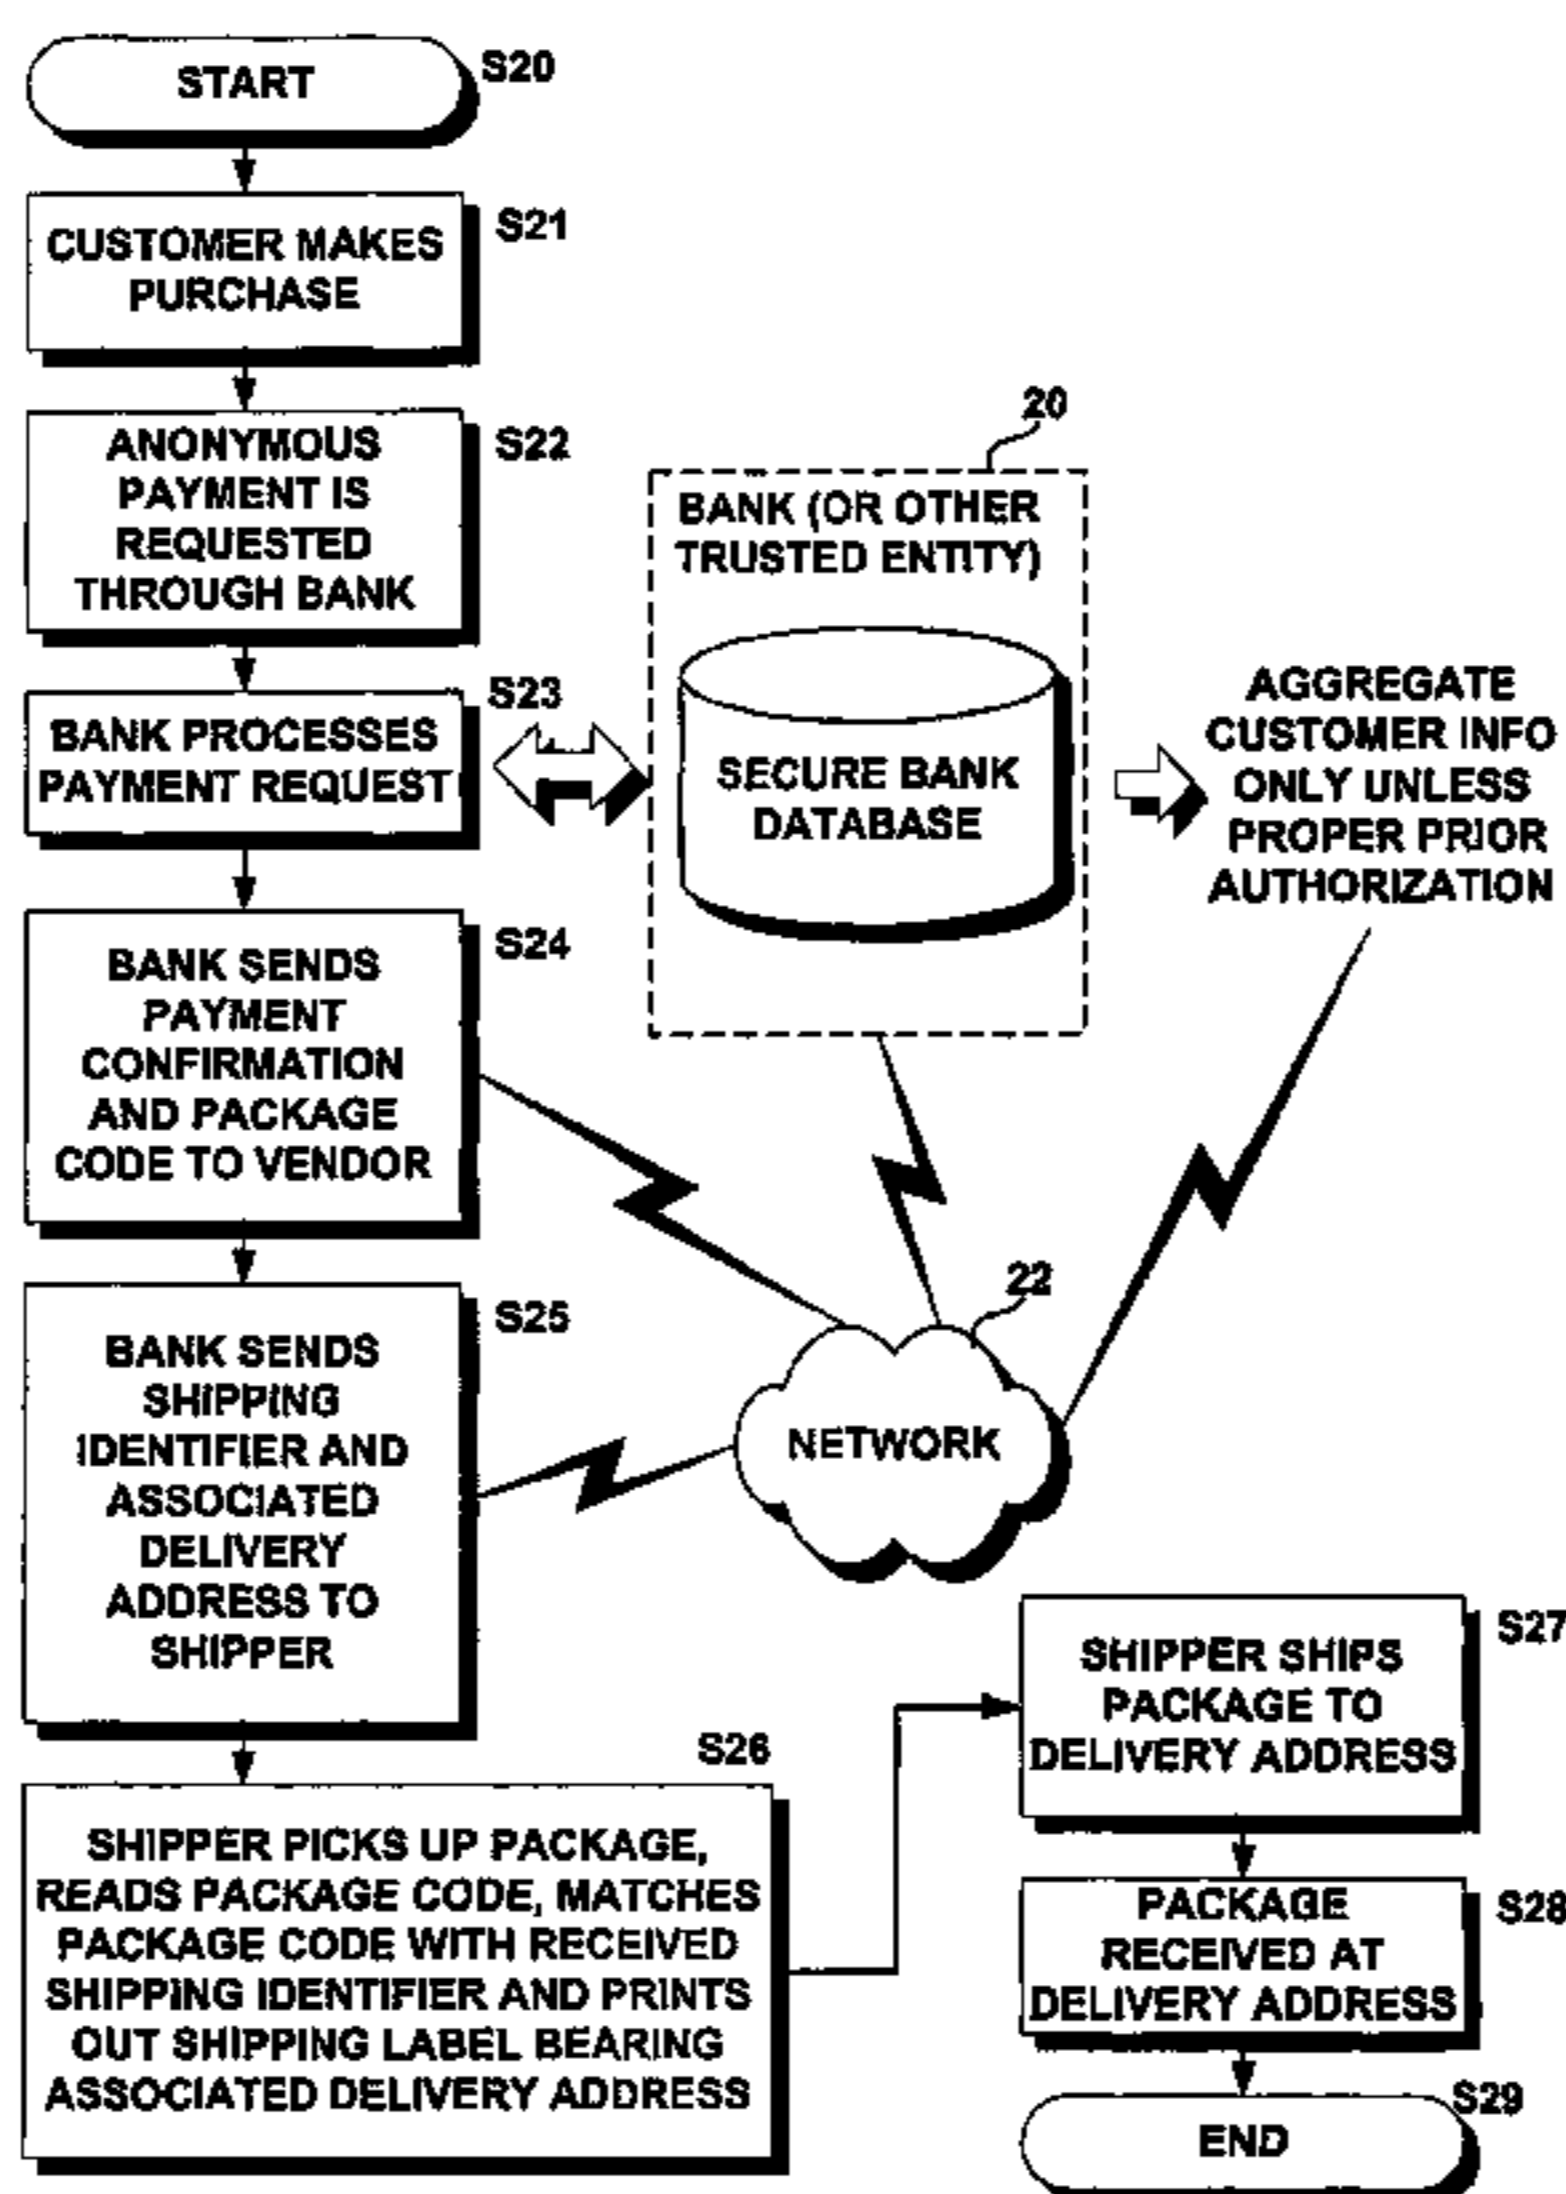 START
S20
CUSTOMER MAKES
PURCHASE
S21
ANONYMOUS
PAYMENT IS
REQUESTED
THROUGH BANK
S22
BANK PROCESSES
PAYMENT REQUEST
S23
20
BANK (OR OTHER
TRUSTED ENTITY)
SECURE BANK
DATABASE
AGGREGATE
CUSTOMER INFO
ONLY UNLESS
PROPER PRIOR
AUTHORIZATION
BANK SENDS
PAYMENT
CONFIRMATION
AND PACKAGE
CODE TO VENDOR
S24
BANK SENDS
SHIPPING
IDENTIFIER AND
ASSOCIATED
DELIVERY
ADDRESS TO
SHIPPER
S25
22
NETWORK
S26
SHIPPER PICKS UP PACKAGE,
READS PACKAGE CODE, MATCHES
PACKAGE CODE WITH RECEIVED
SHIPPING IDENTIFIER AND PRINTS
OUT SHIPPING LABEL BEARING
ASSOCIATED DELIVERY ADDRESS
SHIPPER SHIPS
PACKAGE TO
DELIVERY ADDRESS
S27
PACKAGE
RECEIVED AT
DELIVERY ADDRESS
S28
END
S29